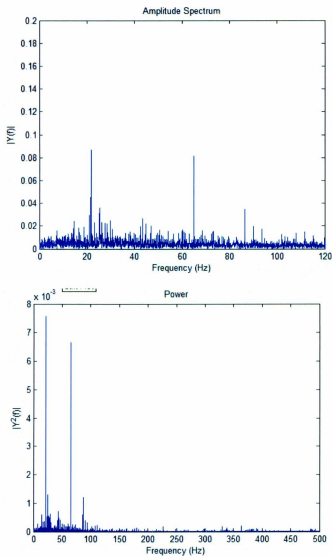 Amplitude Spectrum
|Y(f)|
0.2
0.18
0.16
0.14
0.12
0.1
0.08
0.06
0.04
0.02
0
0 20 40 60 80 100 120
Frequency (Hz)
Power
x 10⁻³
|Y²(f)|
8
7
6
5
4
3
2
1
0
0 50 100 150 200 250 300 350 400 450 500
Frequency (Hz)